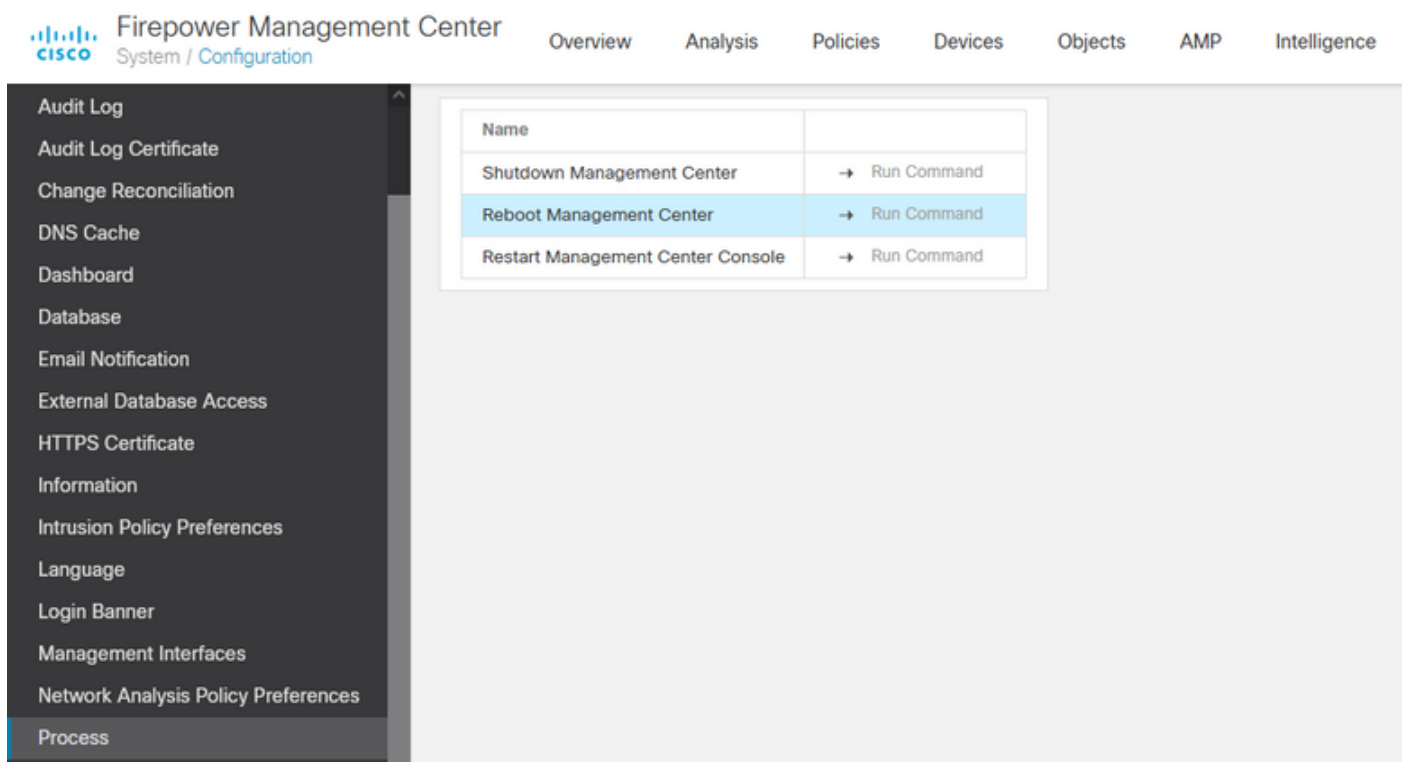 Firepower Management Center
CISCO
System / Configuration
Overview Analysis Policies Devices Objects AMP Intelligence
Audit Log
Audit Log Certificate
Change Reconciliation
DNS Cache
Dashboard
Database
Email Notification
External Database Access
HTTPS Certificate
Information
Intrusion Policy Preferences
Language
Login Banner
Management Interfaces
Network Analysis Policy Preferences
Process
Name
Shutdown Management Center → Run Command
Reboot Management Center → Run Command
Restart Management Center Console → Run Command